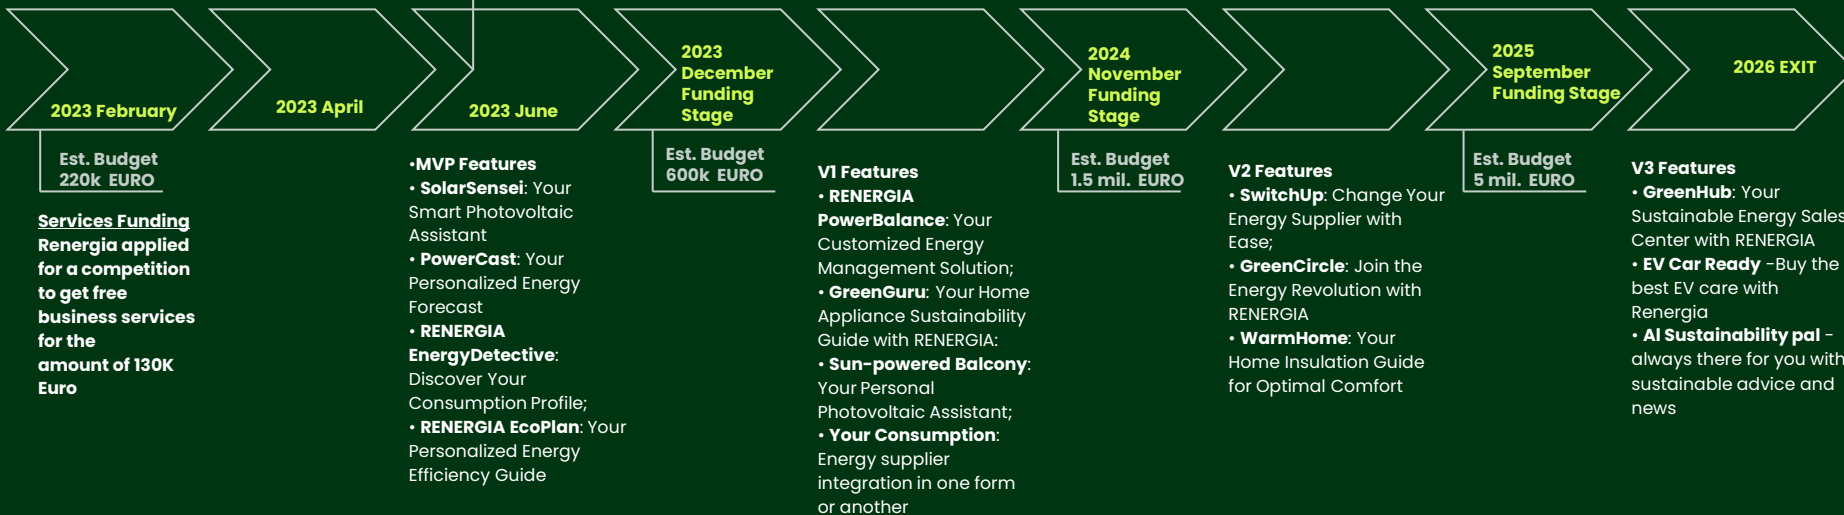 2023 February
2023 April
2023 June
2023
December
Funding
Stage
2024
November
Funding
Stage
2025
September
Funding Stage
2026 EXIT
Est. Budget
220k EURO
Services Funding
Renergia applied
for a competition
to get free
business services
for the
amount of 130K
Euro
•MVP Features
• SolarSensei: Your
Smart Photovoltaic
Assistant
• PowerCast: Your
Personalized Energy
Forecast
• RENERGIA
EnergyDetective:
Discover Your
Consumption Profile;
• RENERGIA EcoPlan: Your
Personalized Energy
Efficiency Guide
Est. Budget
600k EURO
V1 Features
• RENERGIA
PowerBalance: Your
Customized Energy
Management Solution;
• GreenGuru: Your Home
Appliance Sustainability
Guide with RENERGIA:
• Sun-powered Balcony:
Your Personal
Photovoltaic Assistant;
• Your Consumption:
Energy supplier
integration in one form
or another
Est. Budget
1.5 mil. EURO
V2 Features
• SwitchUp: Change Your
Energy Supplier with
Ease;
• GreenCircle: Join the
Energy Revolution with
RENERGIA
• WarmHome: Your
Home Insulation Guide
for Optimal Comfort
Est. Budget
5 mil. EURO
V3 Features
• GreenHub: Your
Sustainable Energy Sales
Center with RENERGIA
• EV Car Ready -Buy the
best EV care with
Renergia
• AI Sustainability pal -
always there for you with
sustainable advice and
news